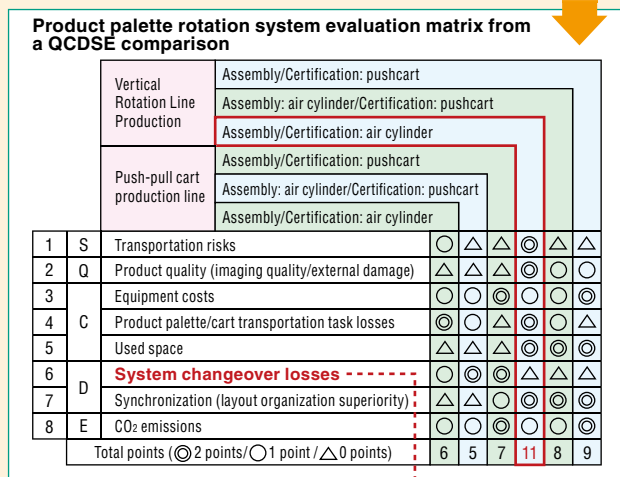 Product palette rotation system evaluation matrix from
a QCDSE comparison
Vertical
Rotation Line
Production
Assembly/Certification: pushcart
Assembly: air cylinder/Certification: pushcart
Assembly/Certification: air cylinder
Push-pull cart
production line
Assembly/Certification: pushcart
Assembly: air cylinder/Certification: pushcart
Assembly/Certification: air cylinder
1 S Transportation risks ○ △ △ ◎ △ △
2 Q Product quality (imaging quality/external damage) △ △ △ ◎ ○ ○
3 C Equipment costs ○ ○ ◎ ○ ○ ◎
4 Product palette/cart transportation task losses ◎ ○ △ ◎ ○ △
5 Used space △ △ △ ◎ ◎ ◎
6 D System changeover losses ○ ◎ ◎ △ △ △
7 Synchronization (layout organization superiority) △ △ ○ ◎ ◎ ◎
8 E CO2 emissions ○ ○ ◎ ○ ○ ◎
Total points (◎ 2 points/○ 1 point /△ 0 points) 6 5 7 11 8 9